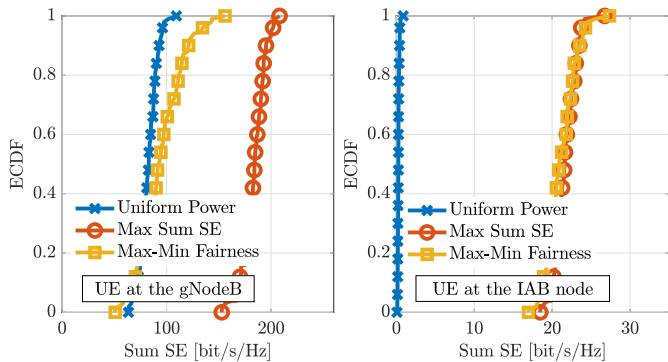 1
0.8
0.6
0.4
0.2
0
ECDF
Uniform Power
Max Sum SE
Max-Min Fairness
UE at the gNodeB
0
100
200
Sum SE [bit/s/Hz]
1
0.8
0.6
0.4
0.2
0
ECDF
Uniform Power
Max Sum SE
Max-Min Fairness
UE at the IAB node
0
10
20
30
Sum SE [bit/s/Hz]